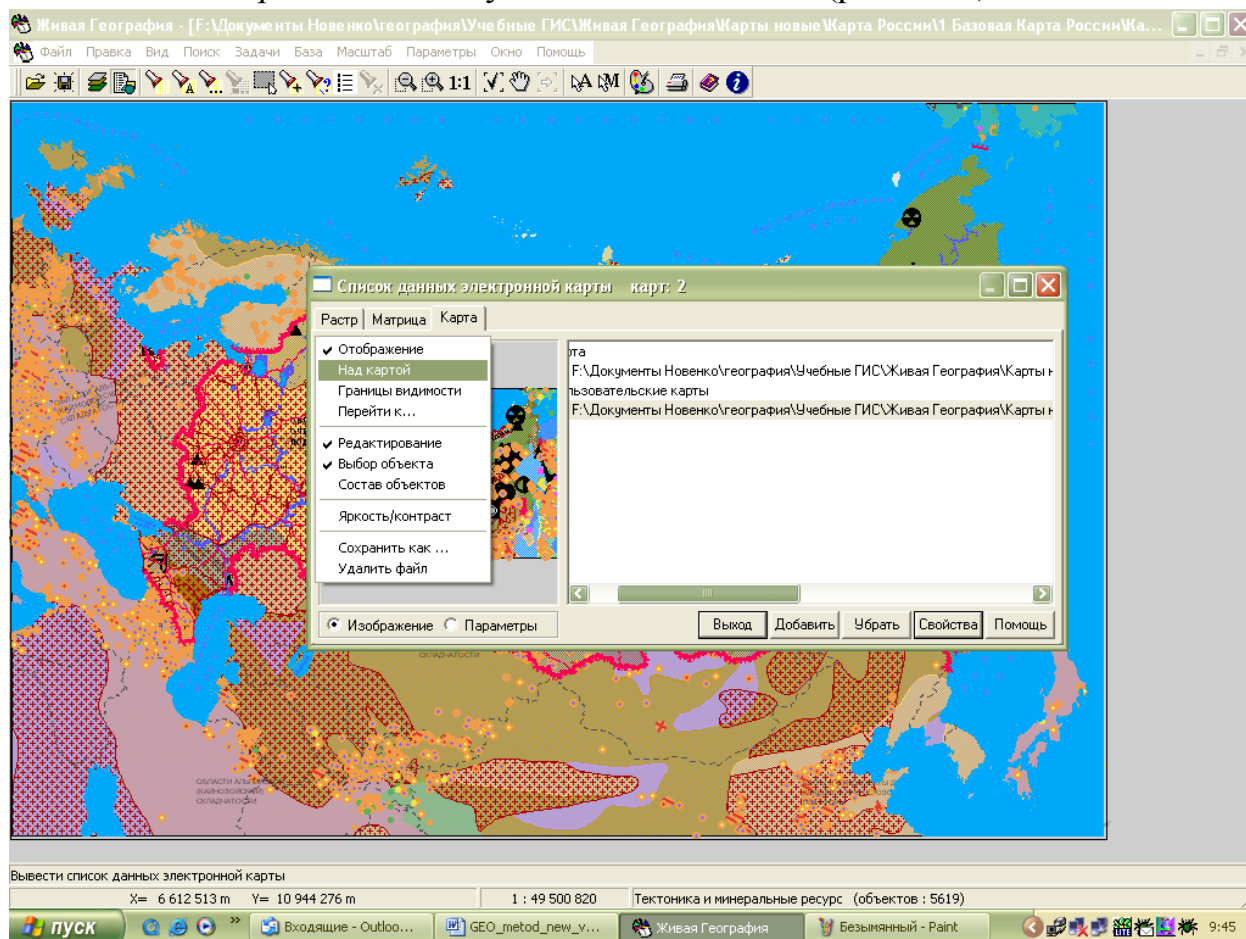 Живая География - [F:\Документы Новенко\география\Учебные ГИС\Живая География\Карты новые\Карта России\1 Базовая Карта России\Ка...
Файл Правка Вид Поиск Задачи База Масштаб Параметры Окно Помощь
1:1
Список данных электронной карты карт: 2
Растр Матрица Карта
Отображение
Над картой
Границы видимости
Перейти к...
Редактирование
Выбор объекта
Состав объектов
Яркость/контраст
Сохранить как ...
Удалить файл
F:\Документы Новенко\география\Учебные ГИС\Живая География\Карты н
льзовательские карты
F:\Документы Новенко\география\Учебные ГИС\Живая География\Карты н
Изображение Параметры
Выход Добавить Убрать Свойства Помощь
СКЛАДЧАТОСТИ
(КАЙНОЗОЙСКОЙ)
СКЛАДЧАТОСТИ
Вывести список данных электронной карты
X= 6 612 513 m Y= 10 944 276 m 1 : 49 500 820 Тектоника и минеральные ресурс (объектов : 5619)
пуск Входящие - Outloo... GEO_metod_new_v... Живая География Безымянный - Paint 9:45